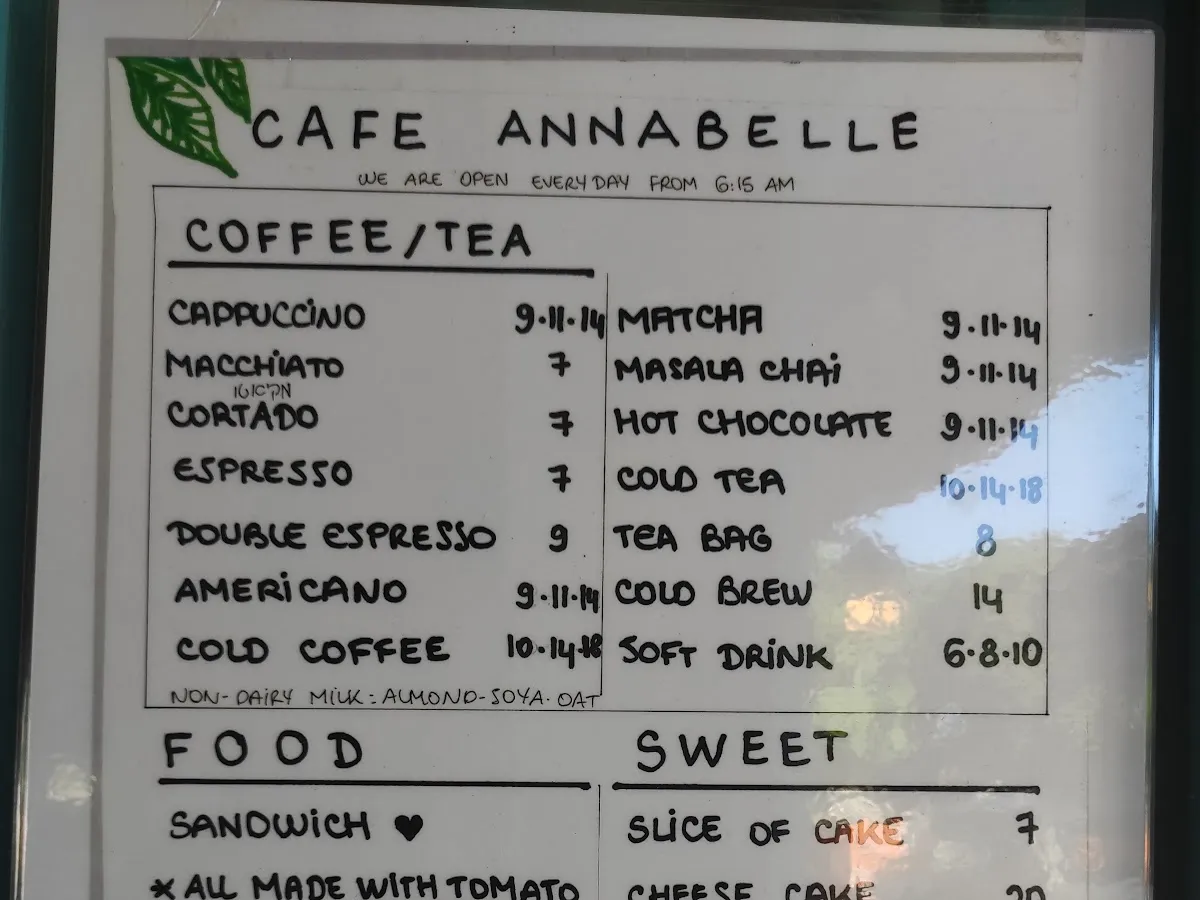 CAFE ANNABELLE
WE ARE OPEN EVERYDAY FROM 6:15 AM
COFFEE/TEA
CAPPUCCiNO 9·11·14
MACCHiATO 7
CORTADO 7
ESPRESSO 7
DOUBLE ESPRESSO 9
AMERiCANO 9·11·14
COLD COFFEE 10·14·18
NON-DAiRY MiLK: ALMOND-SOYA·OAT
MATCHA 9·11·14
MASALA CHAi 9·11·14
HOT CHOCOLATE 9·11·14
COLD TEA 10·14·18
TEA BAG 8
COLD BREW 14
SOFT DRiNK 6·8·10
FOOD
SANDWiCH ♥
*ALL MADE WiTH TOMATO
SWEET
SLiCE OF CAKE 7
CHEESE CAKE 20